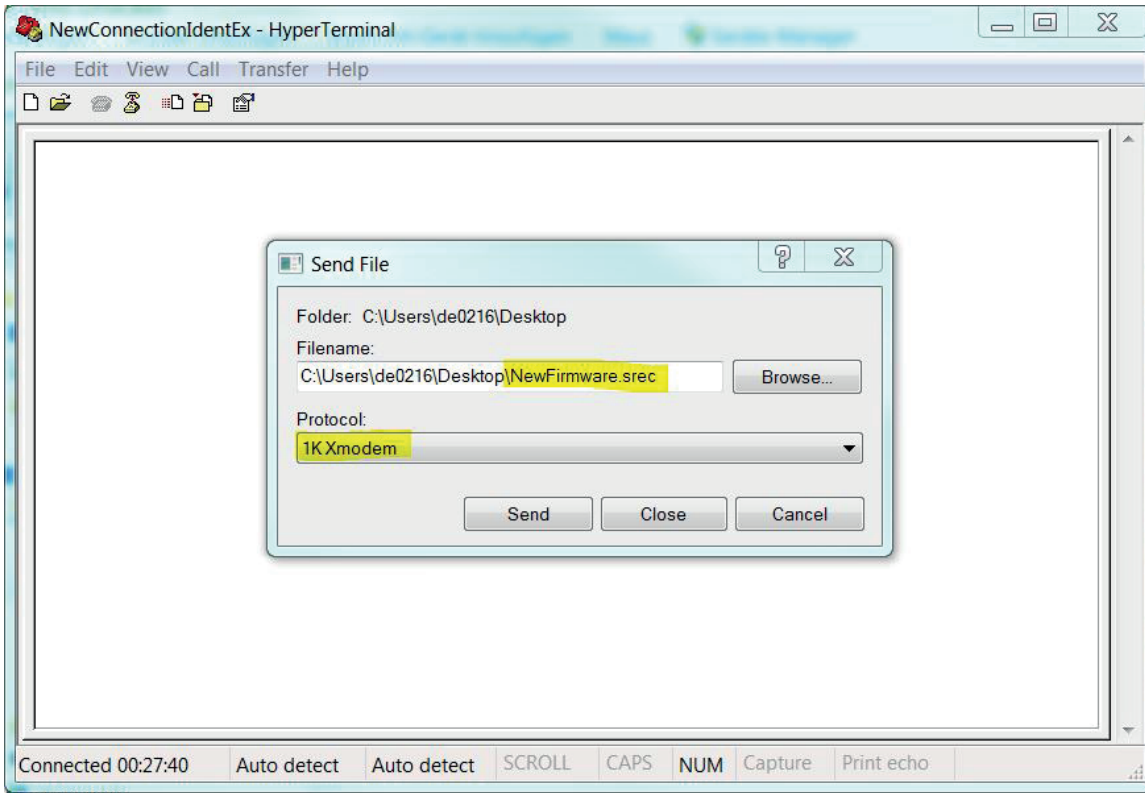 NewConnectionIdentEx - HyperTerminal
File Edit View Call Transfer Help
Send File
Folder: C:\Users\de0216\Desktop
Filename:
C:\Users\de0216\Desktop\NewFirmware.srec Browse...
Protocol:
1K Xmodem
Send Close Cancel
Connected 00:27:40 Auto detect Auto detect SCROLL CAPS NUM Capture Print echo